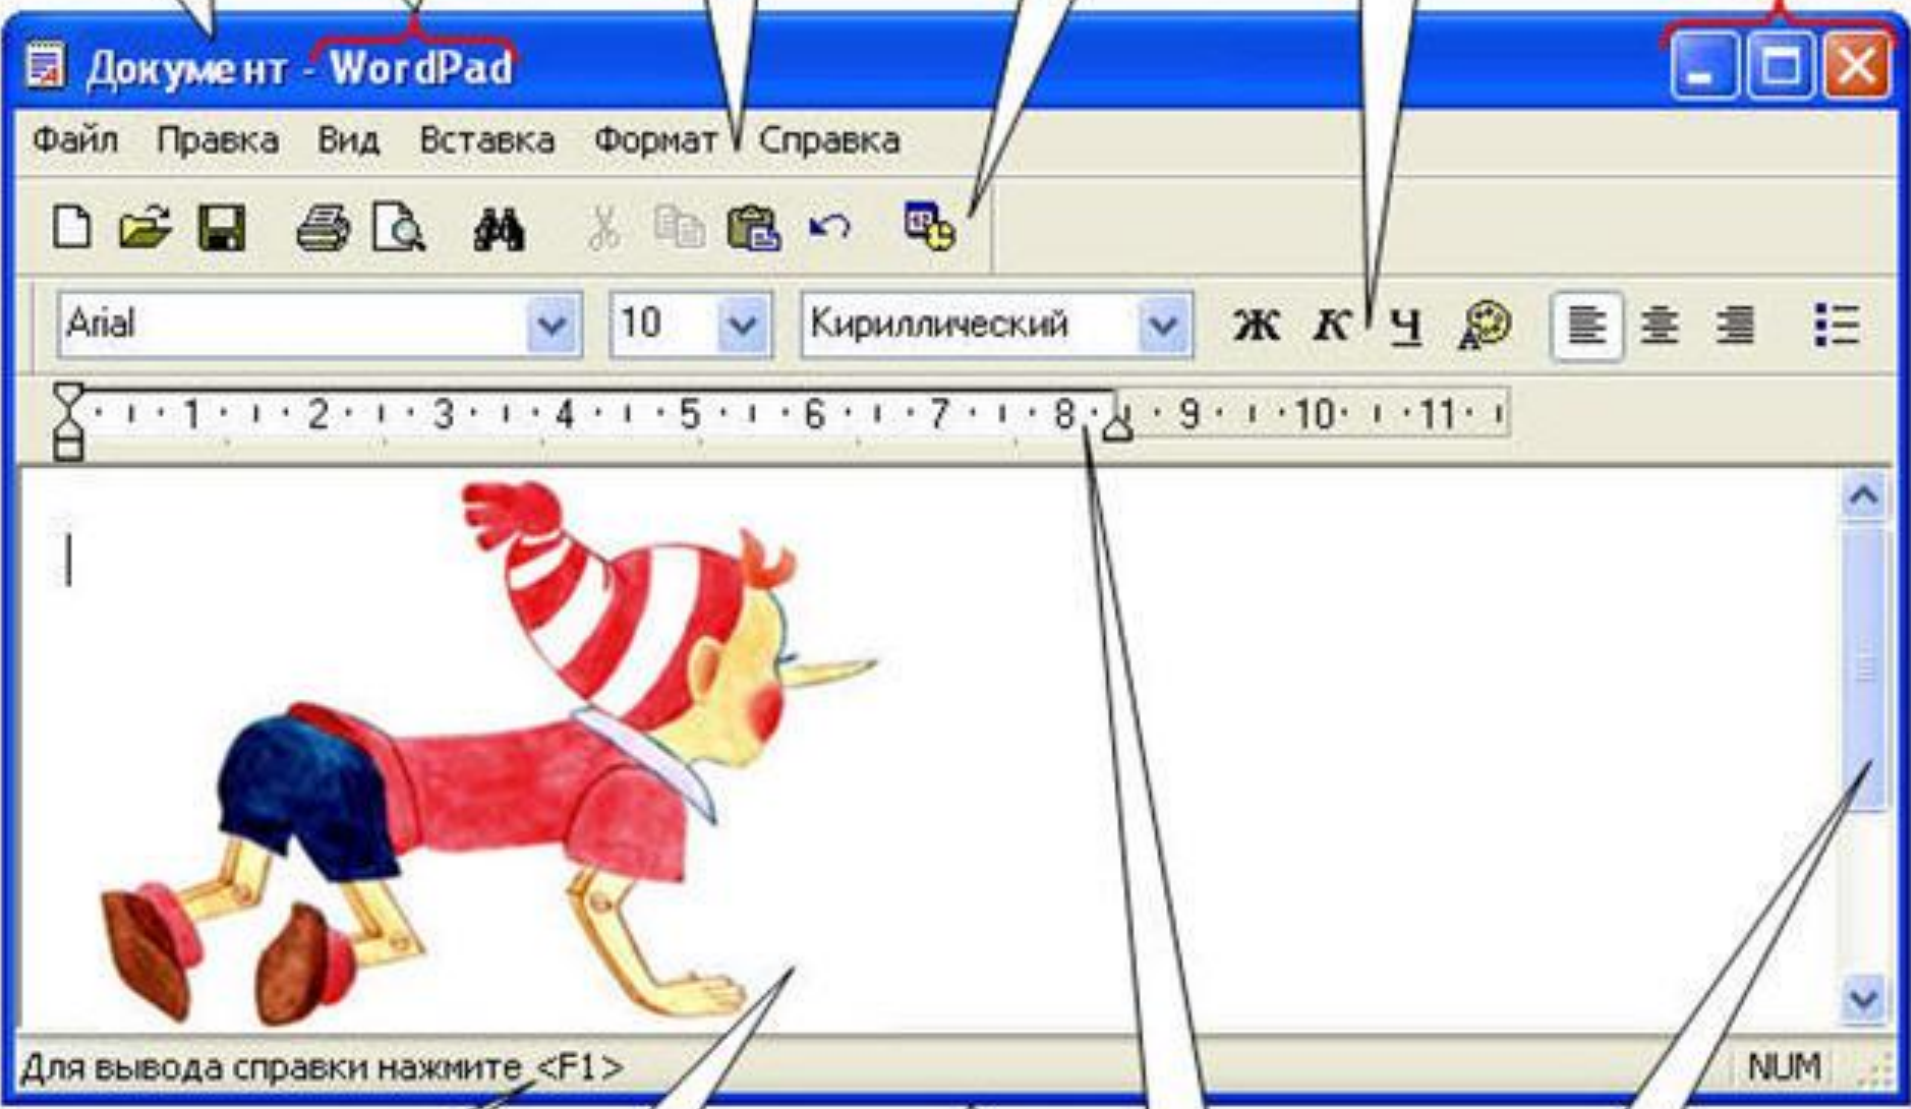 Документ - WordPad
Файл Правка Вид Вставка Формат Справка
12
Arial 10 Кириллический Ж К Ч А
1 2 3 4 5 6 7 8 9 10 11
Для вывода справки нажмите <F1> NUM